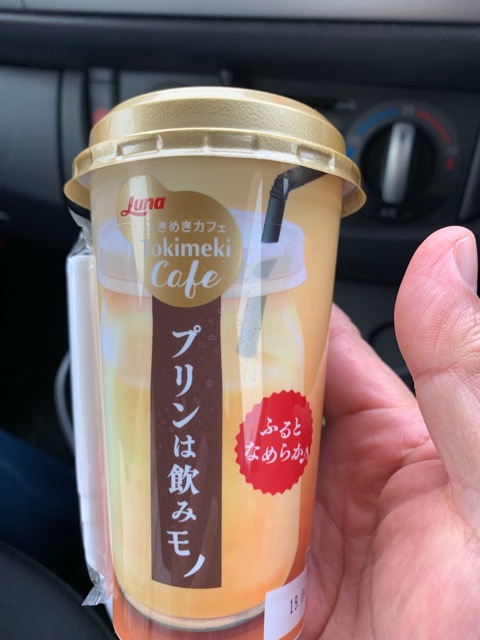 Luna
ときめきカフェ
Tokimeki
Cafe
プリンは飲みモノ
ふると
なめらか♪